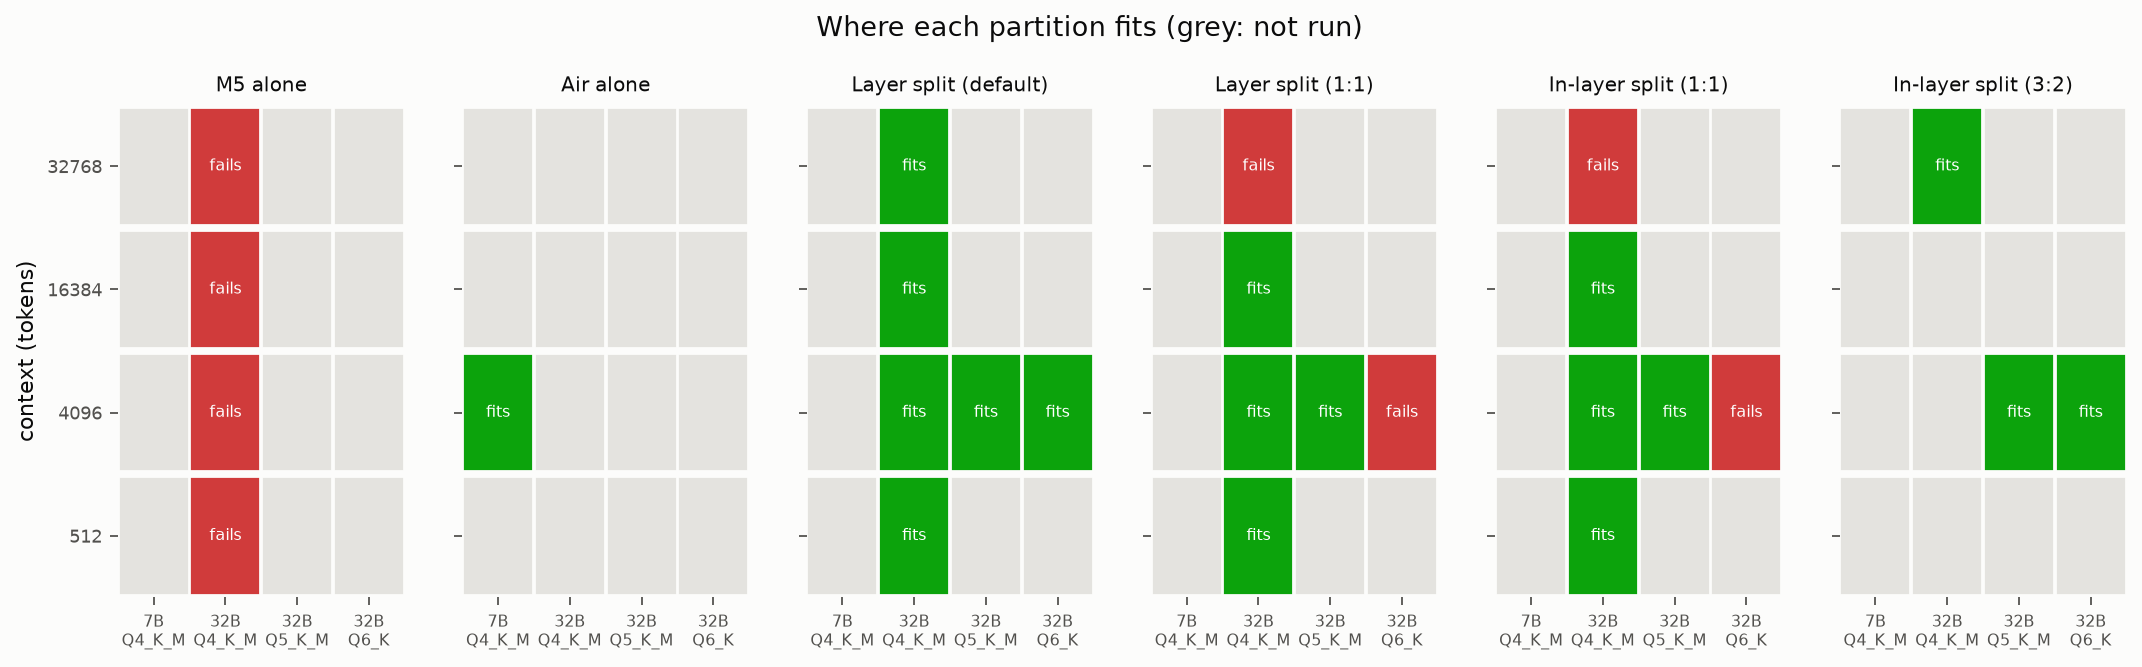 Where each partition fits (grey: not run)
M5 alone
Air alone
Layer split (default)
Layer split (1:1)
In-layer split (1:1)
In-layer split (3:2)
context (tokens)
32768
fails
fits
fails
fails
fits
16384
fails
fits
fits
fits
4096
fails
fits
fits
fits
fits
fits
fits
fails
fits
fits
fails
fits
fits
512
fails
fits
fits
fits
7B
Q4_K_M
32B
Q4_K_M
32B
Q5_K_M
32B
Q6_K
7B
Q4_K_M
32B
Q4_K_M
32B
Q5_K_M
32B
Q6_K
7B
Q4_K_M
32B
Q4_K_M
32B
Q5_K_M
32B
Q6_K
7B
Q4_K_M
32B
Q4_K_M
32B
Q5_K_M
32B
Q6_K
7B
Q4_K_M
32B
Q4_K_M
32B
Q5_K_M
32B
Q6_K
7B
Q4_K_M
32B
Q4_K_M
32B
Q5_K_M
32B
Q6_K